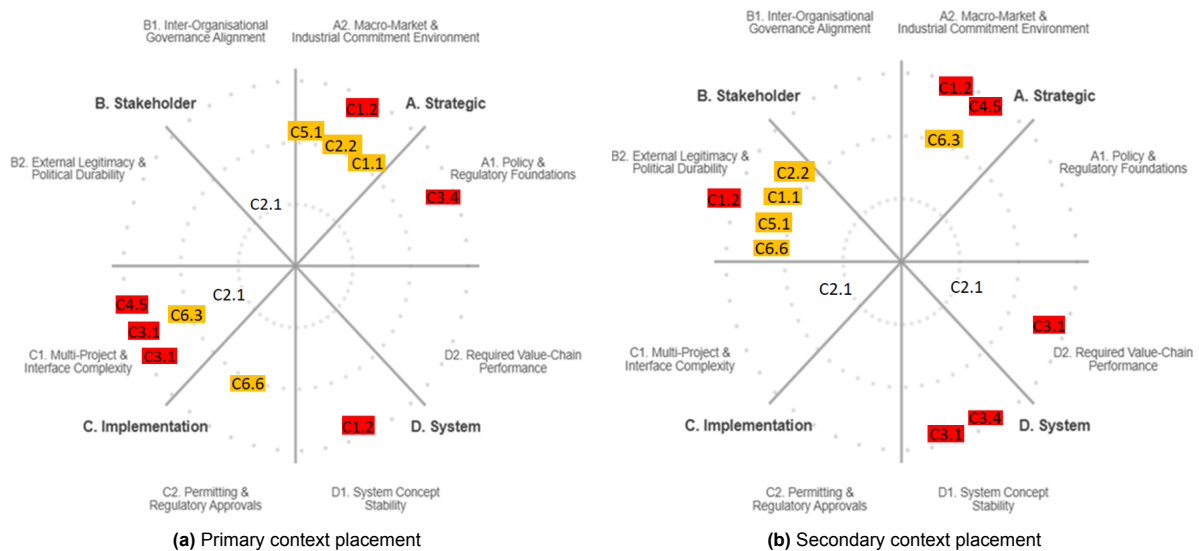 B1. Inter-Organisational
Governance Alignment
A2. Macro-Market &
Industrial Commitment Environment
B. Stakeholder
C1.2
A. Strategic
C5.1
C2.2
C1.1
B2. External Legitimacy &
Political Durability
A1. Policy &
Regulatory Foundations
C3.4
C2.1
C2.1
C4.5
C6.3
C3.1
C3.1
C1. Multi-Project &
Interface Complexity
D2. Required Value-Chain
Performance
C6.6
C. Implementation
C1.2
D. System
C2. Permitting &
Regulatory Approvals
D1. System Concept
Stability
(a) Primary context placement
B1. Inter-Organisational
Governance Alignment
A2. Macro-Market &
Industrial Commitment Environment
B. Stakeholder
C1.2
C4.5
A. Strategic
C6.3
B2. External Legitimacy &
Political Durability
A1. Policy &
Regulatory Foundations
C2.2
C1.2
C1.1
C5.1
C6.6
C2.1
C2.1
C3.1
C1. Multi-Project &
Interface Complexity
D2. Required Value-Chain
Performance
C. Implementation
C3.4
C3.1
D. System
C2. Permitting &
Regulatory Approvals
D1. System Concept
Stability
(b) Secondary context placement